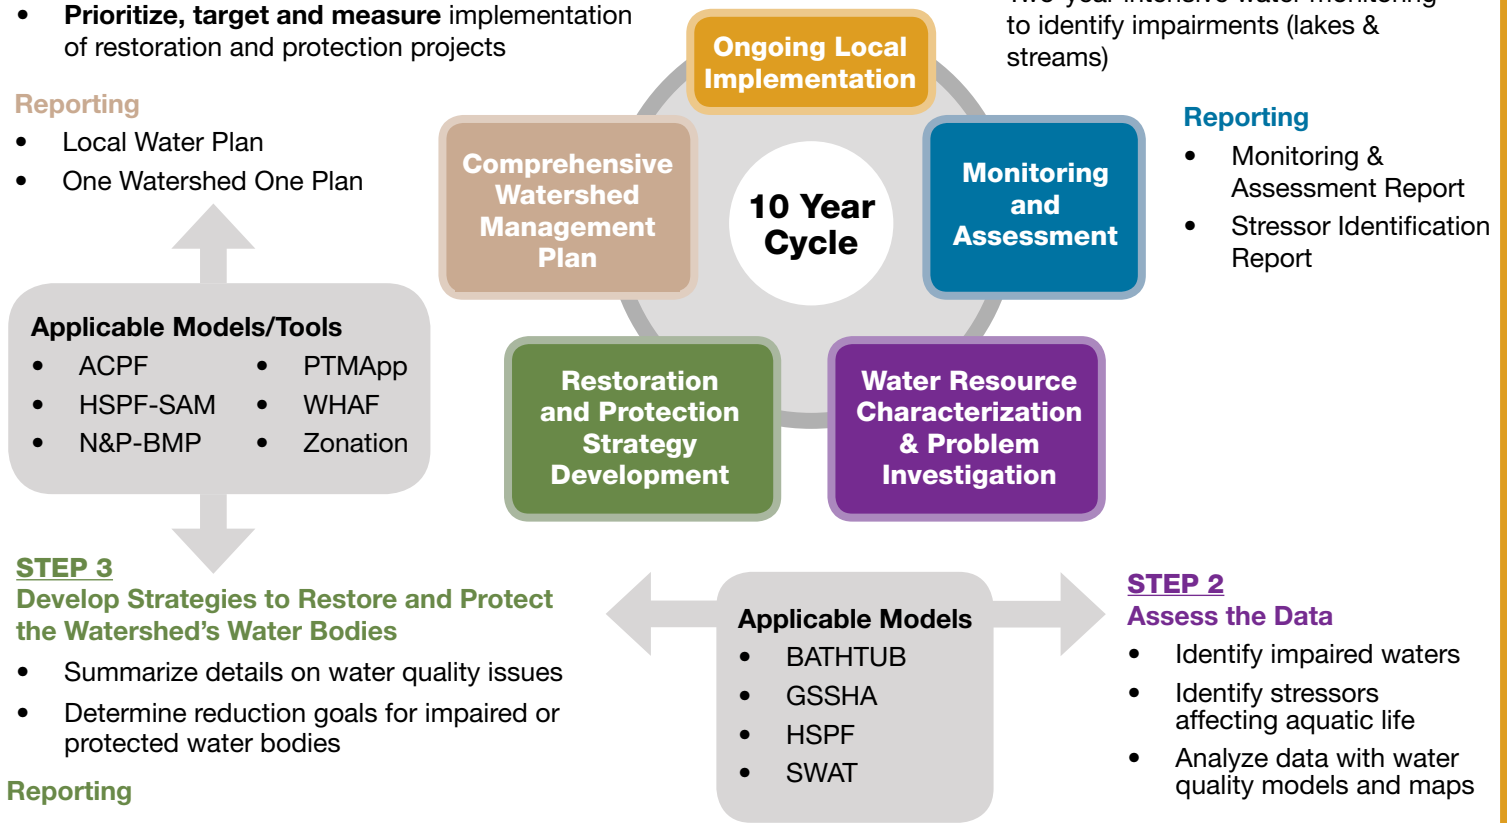 • Prioritize, target and measure implementation
of restoration and protection projects
Reporting
• Local Water Plan
• One Watershed One Plan
Applicable Models/Tools
• ACPF
• HSPF-SAM
• N&P-BMP
• PTMApp
• WHAF
• Zonation
STEP 3
Develop Strategies to Restore and Protect
the Watershed's Water Bodies
• Summarize details on water quality issues
• Determine reduction goals for impaired or
protected water bodies
Reporting
Ongoing Local
Implementation
Comprehensive
Watershed
Management
Plan
10 Year
Cycle
Monitoring
and
Assessment
Restoration
and Protection
Strategy
Development
Water Resource
Characterization
& Problem
Investigation
Applicable Models
• BATHTUB
• GSSHA
• HSPF
• SWAT
Two-year intensive water monitoring
to identify impairments (lakes &
streams)
Reporting
• Monitoring &
Assessment Report
• Stressor Identification
Report
STEP 2
Assess the Data
• Identify impaired waters
• Identify stressors
affecting aquatic life
• Analyze data with water
quality models and maps